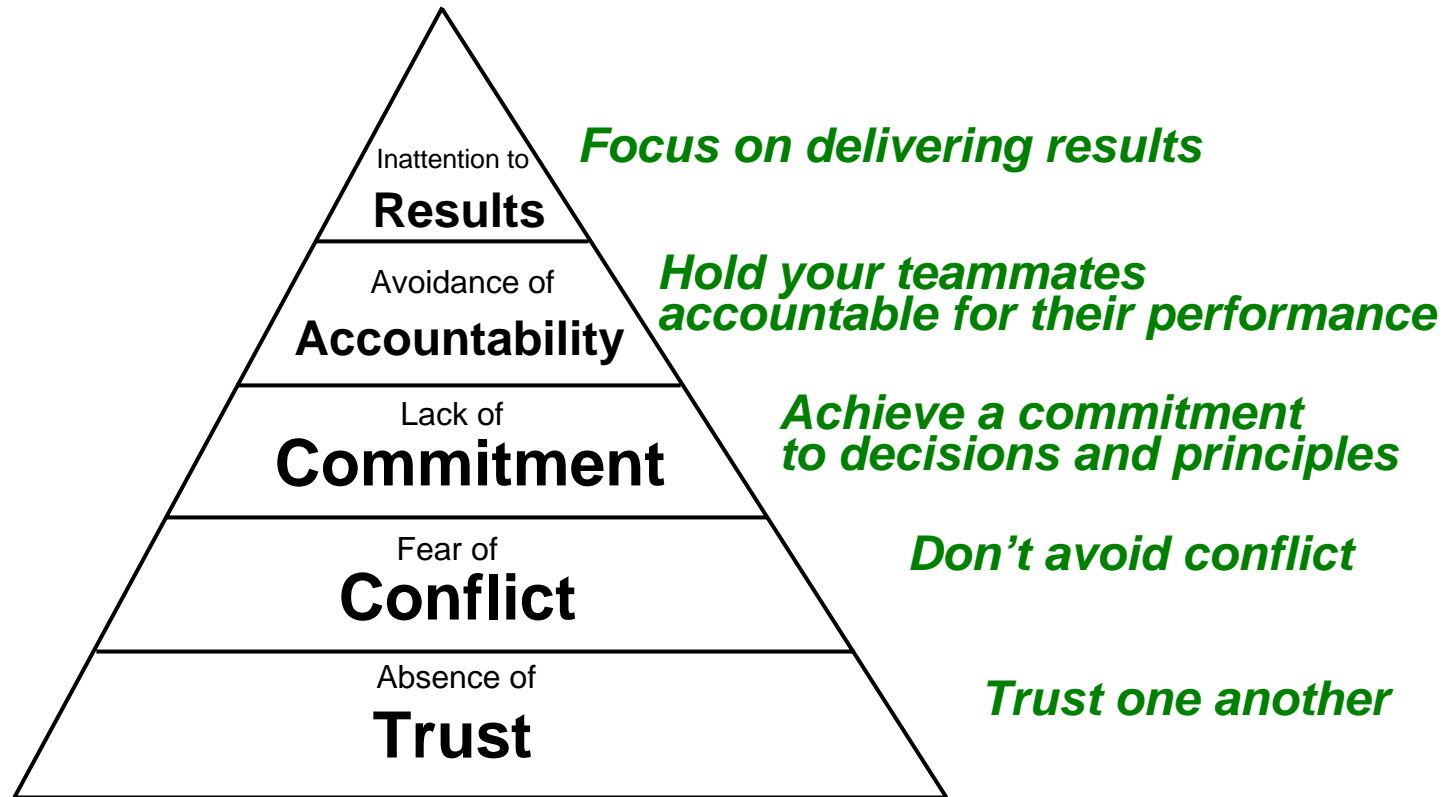 Inattention to
Results
Focus on delivering results
Avoidance of
Accountability
Hold your teammates
accountable for their performance
Lack of
Commitment
Achieve a commitment
to decisions and principles
Fear of
Conflict
Don’t avoid conflict
Absence of
Trust
Trust one another